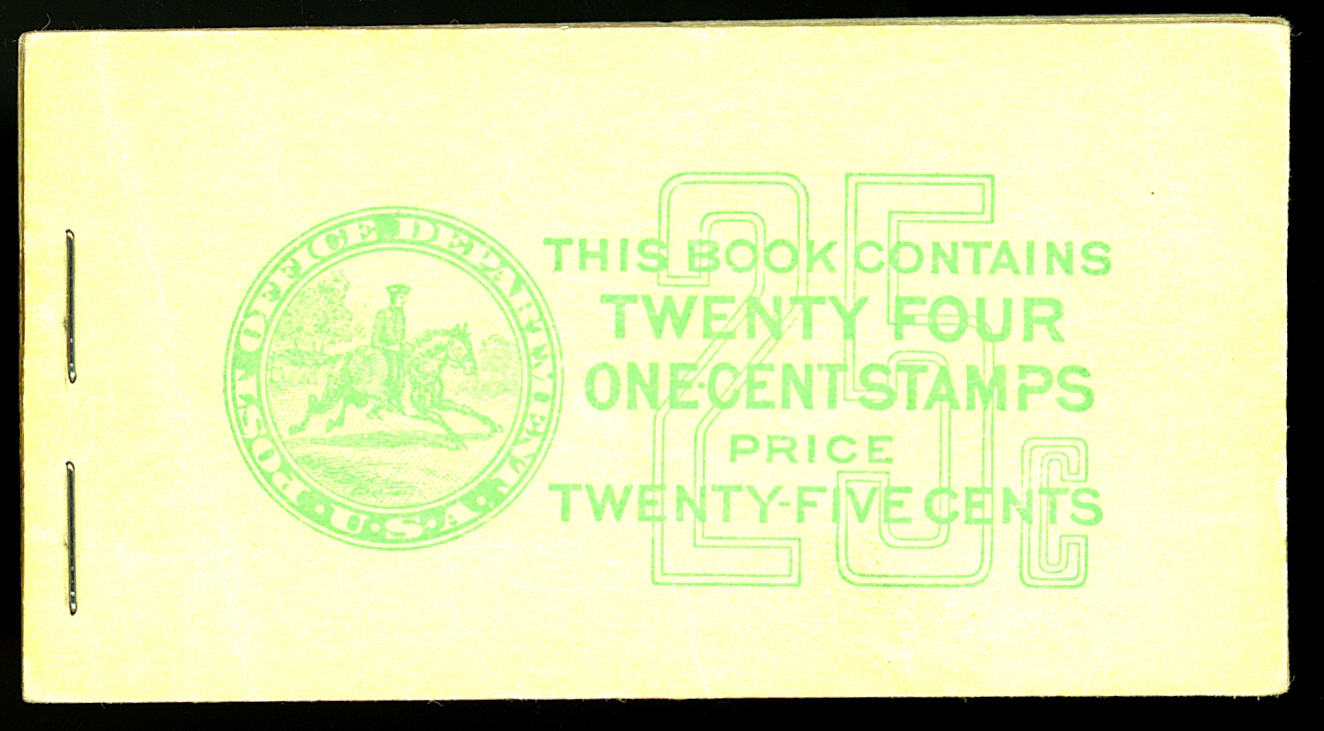 POST OFFICE DEPARTMENT
U.S.A.
25c
THIS BOOK CONTAINS
TWENTY FOUR
ONE-CENT STAMPS
PRICE
TWENTY-FIVE CENTS